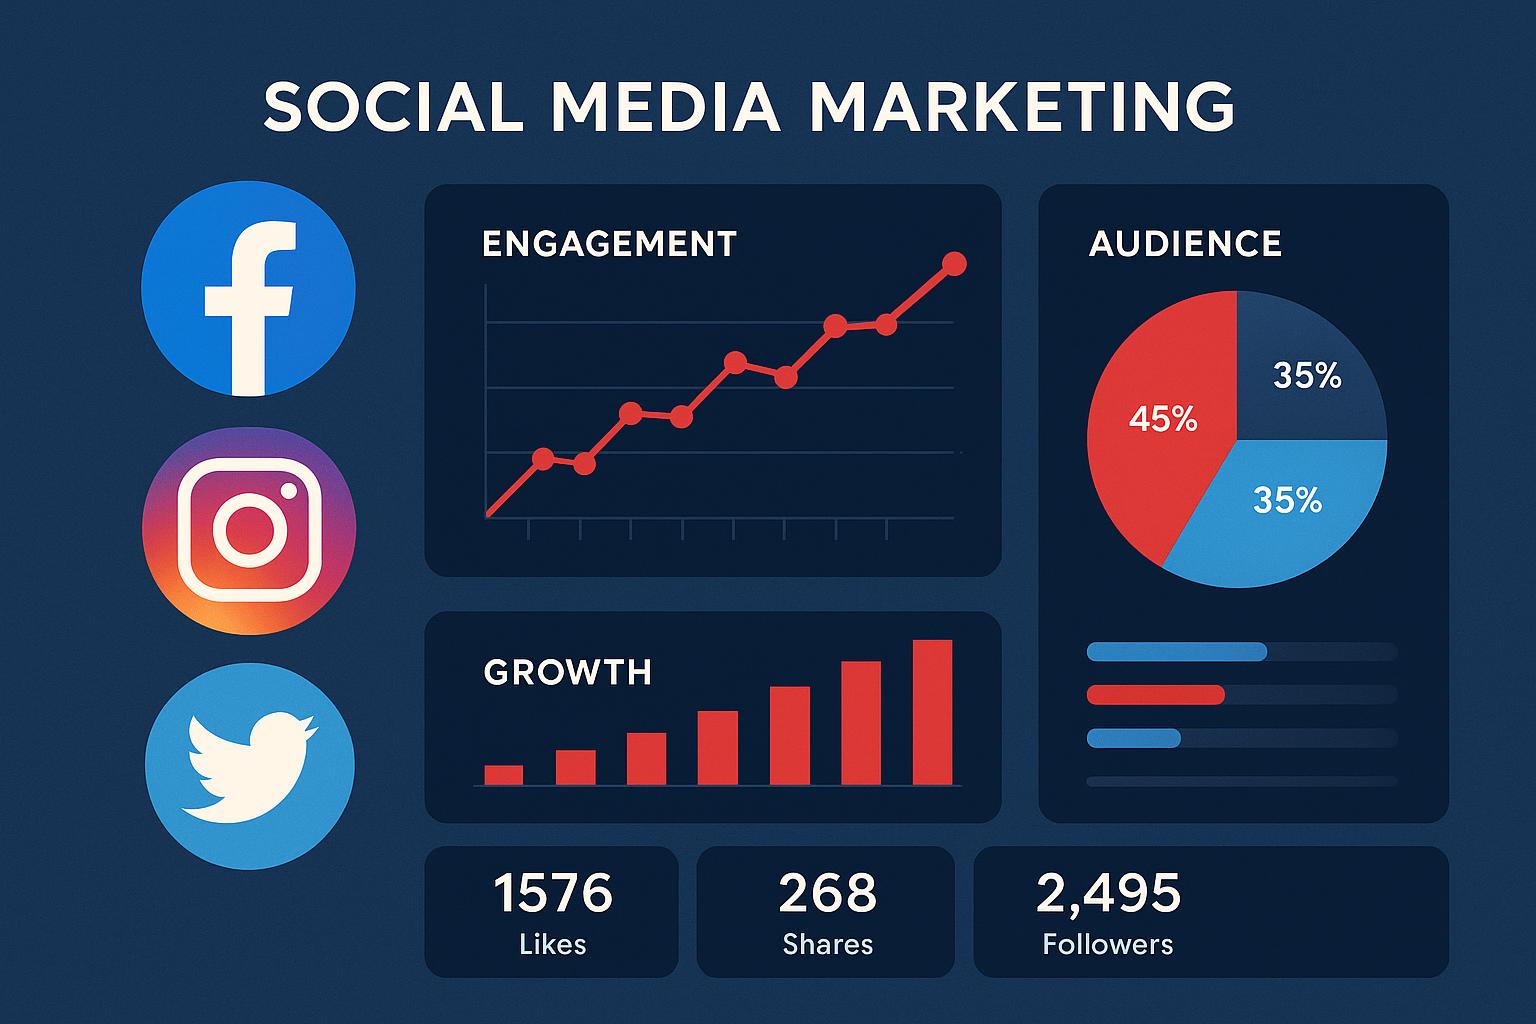 SOCIAL MEDIA MARKETING
ENGAGEMENT
AUDIENCE
35%
45%
35%
GROWTH
1576
Likes
268
Shares
2,495
Followers